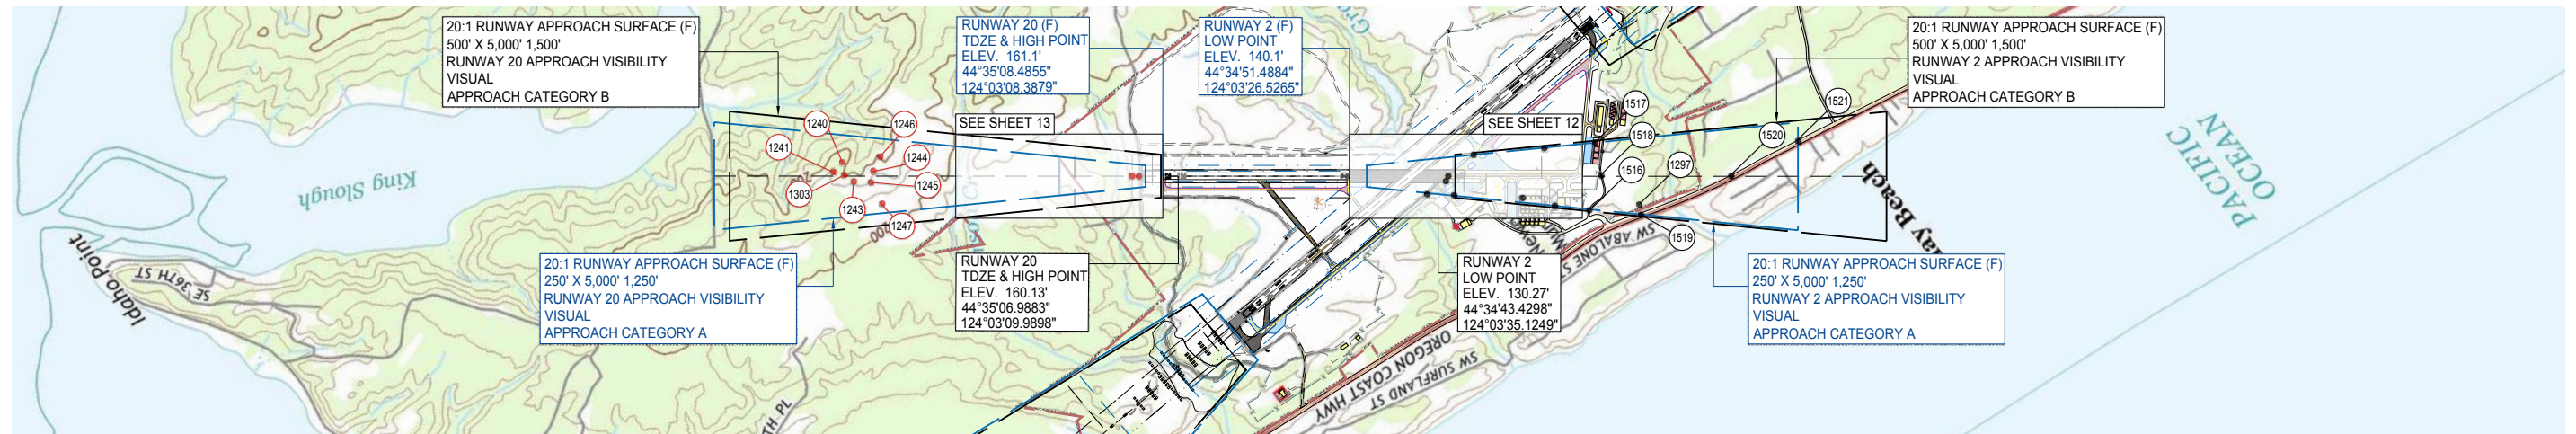 20:1 RUNWAY APPROACH SURFACE (F)
500' X 5,000' 1,500'
RUNWAY 20 APPROACH VISIBILITY
VISUAL
APPROACH CATEGORY B
RUNWAY 20 (F)
TDZE & HIGH POINT
ELEV. 161.1'
44°35'08.4855"
124°03'08.3879"
RUNWAY 2 (F)
LOW POINT
ELEV. 140.1'
44°34'51.4884"
124°03'26.5265"
20:1 RUNWAY APPROACH SURFACE (F)
500' X 5,000' 1,500'
RUNWAY 2 APPROACH VISIBILITY
VISUAL
APPROACH CATEGORY B
SEE SHEET 13
SEE SHEET 12
1240
1246
1241
1244
1245
1303
1243
1247
1517
1518
1516
1297
1520
1521
1519
King Slough
PACIFIC
OCEAN
Idaho Point
SE 36TH ST
TH-PL
200
SW ABALONE S
OREGON COAST HWY
SW SURFLAND ST
Beach
20:1 RUNWAY APPROACH SURFACE (F)
250' X 5,000' 1,250'
RUNWAY 20 APPROACH VISIBILITY
VISUAL
APPROACH CATEGORY A
RUNWAY 20
TDZE & HIGH POINT
ELEV. 160.13'
44°35'06.9883"
124°03'09.9898"
RUNWAY 2
LOW POINT
ELEV. 130.27'
44°34'43.4298"
124°03'35.1249"
20:1 RUNWAY APPROACH SURFACE (F)
250' X 5,000' 1,250'
RUNWAY 2 APPROACH VISIBILITY
VISUAL
APPROACH CATEGORY A